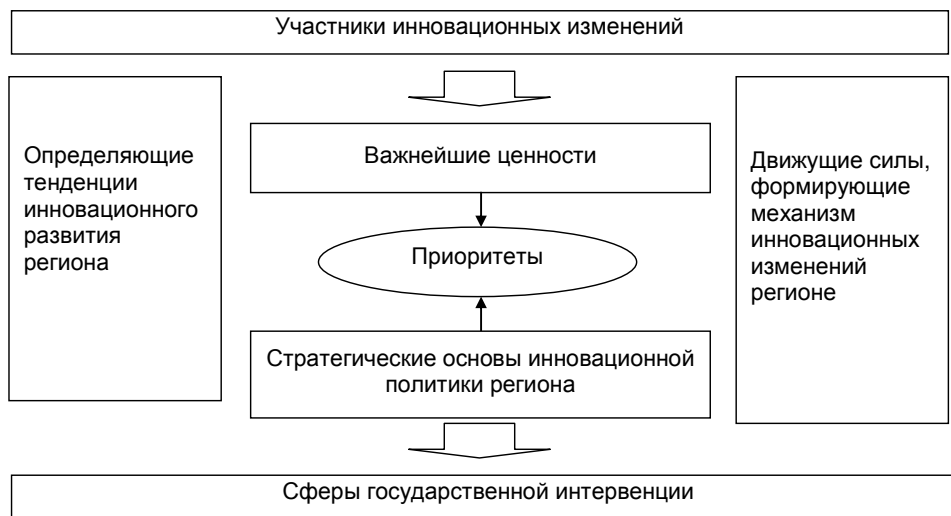 Участники инновационных изменений
Определяющие
тенденции
инновационного
развития
региона
Важнейшие ценности
Приоритеты
Стратегические основы инновационной
политики региона
Движущие силы,
формирующие
механизм
инновационных
изменений
регионе
Сферы государственной интервенции